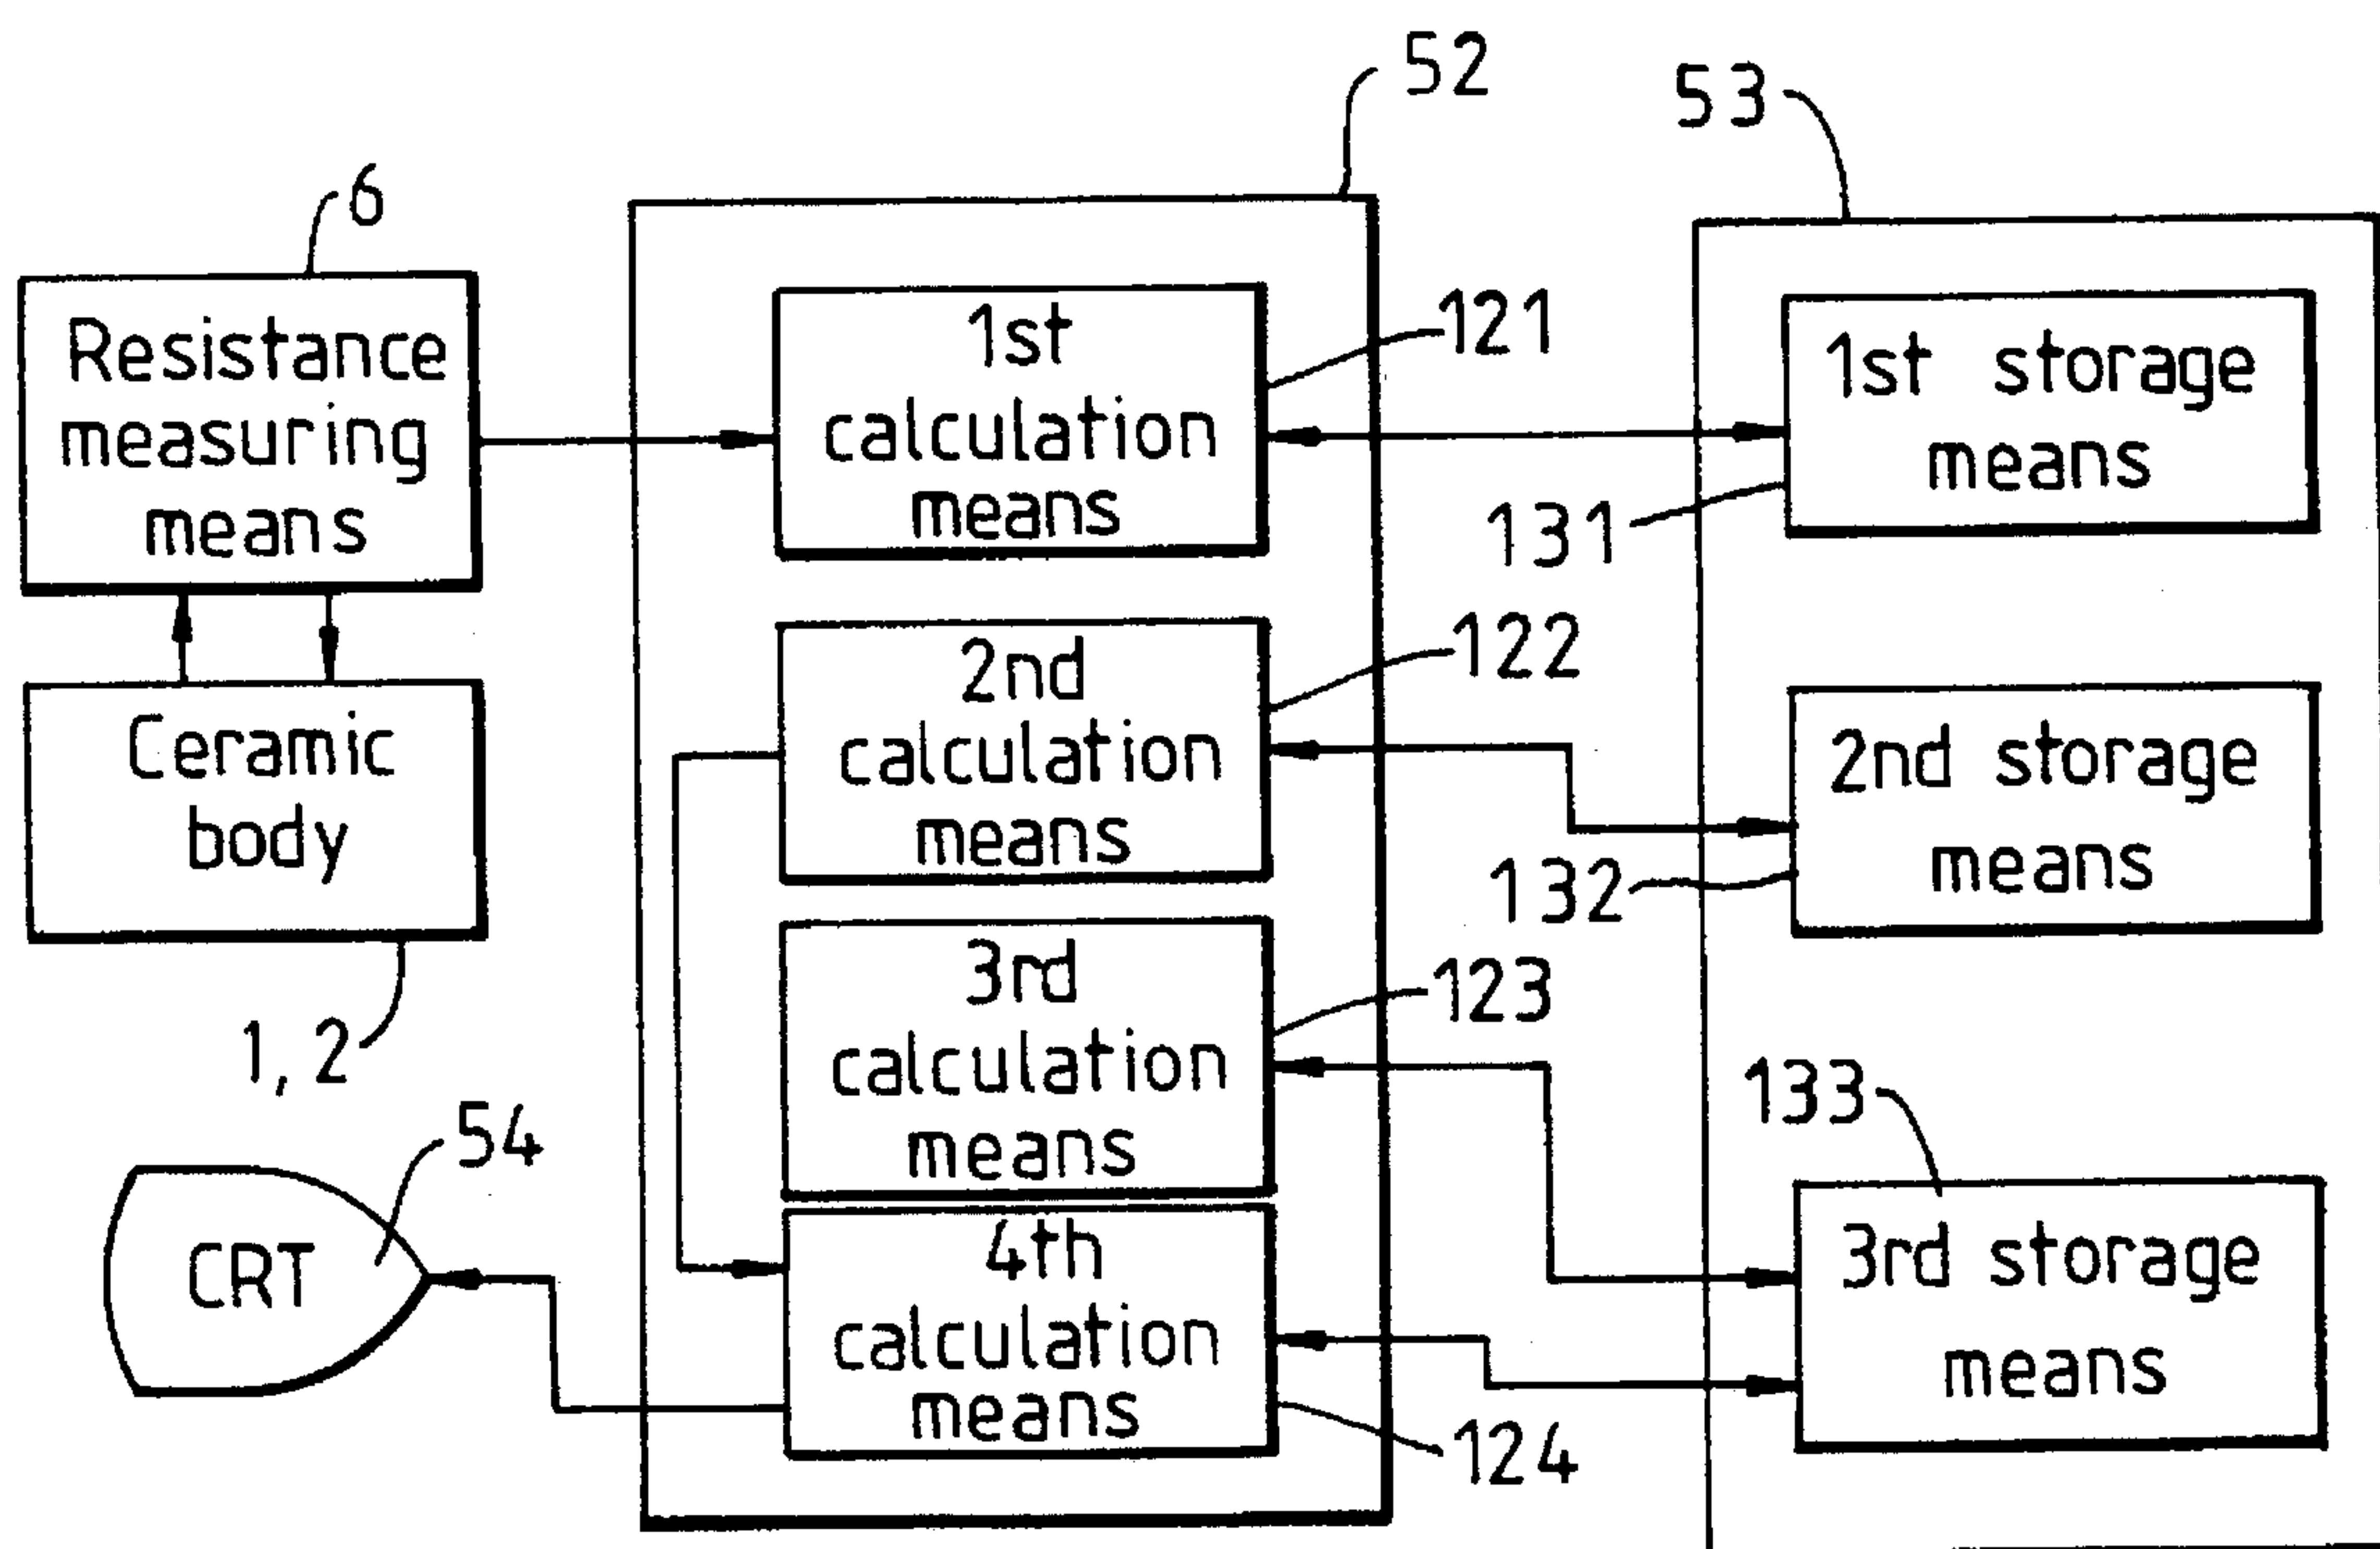 52
53
6
Resistance
measuring
means
1st
calculation
means
121
1st storage
means
131
Ceramic
body
1, 2
2nd
calculation
means
122
2nd storage
means
132
3rd
calculation
means
123
133
54
CRT
4th
calculation
means
124
3rd storage
means